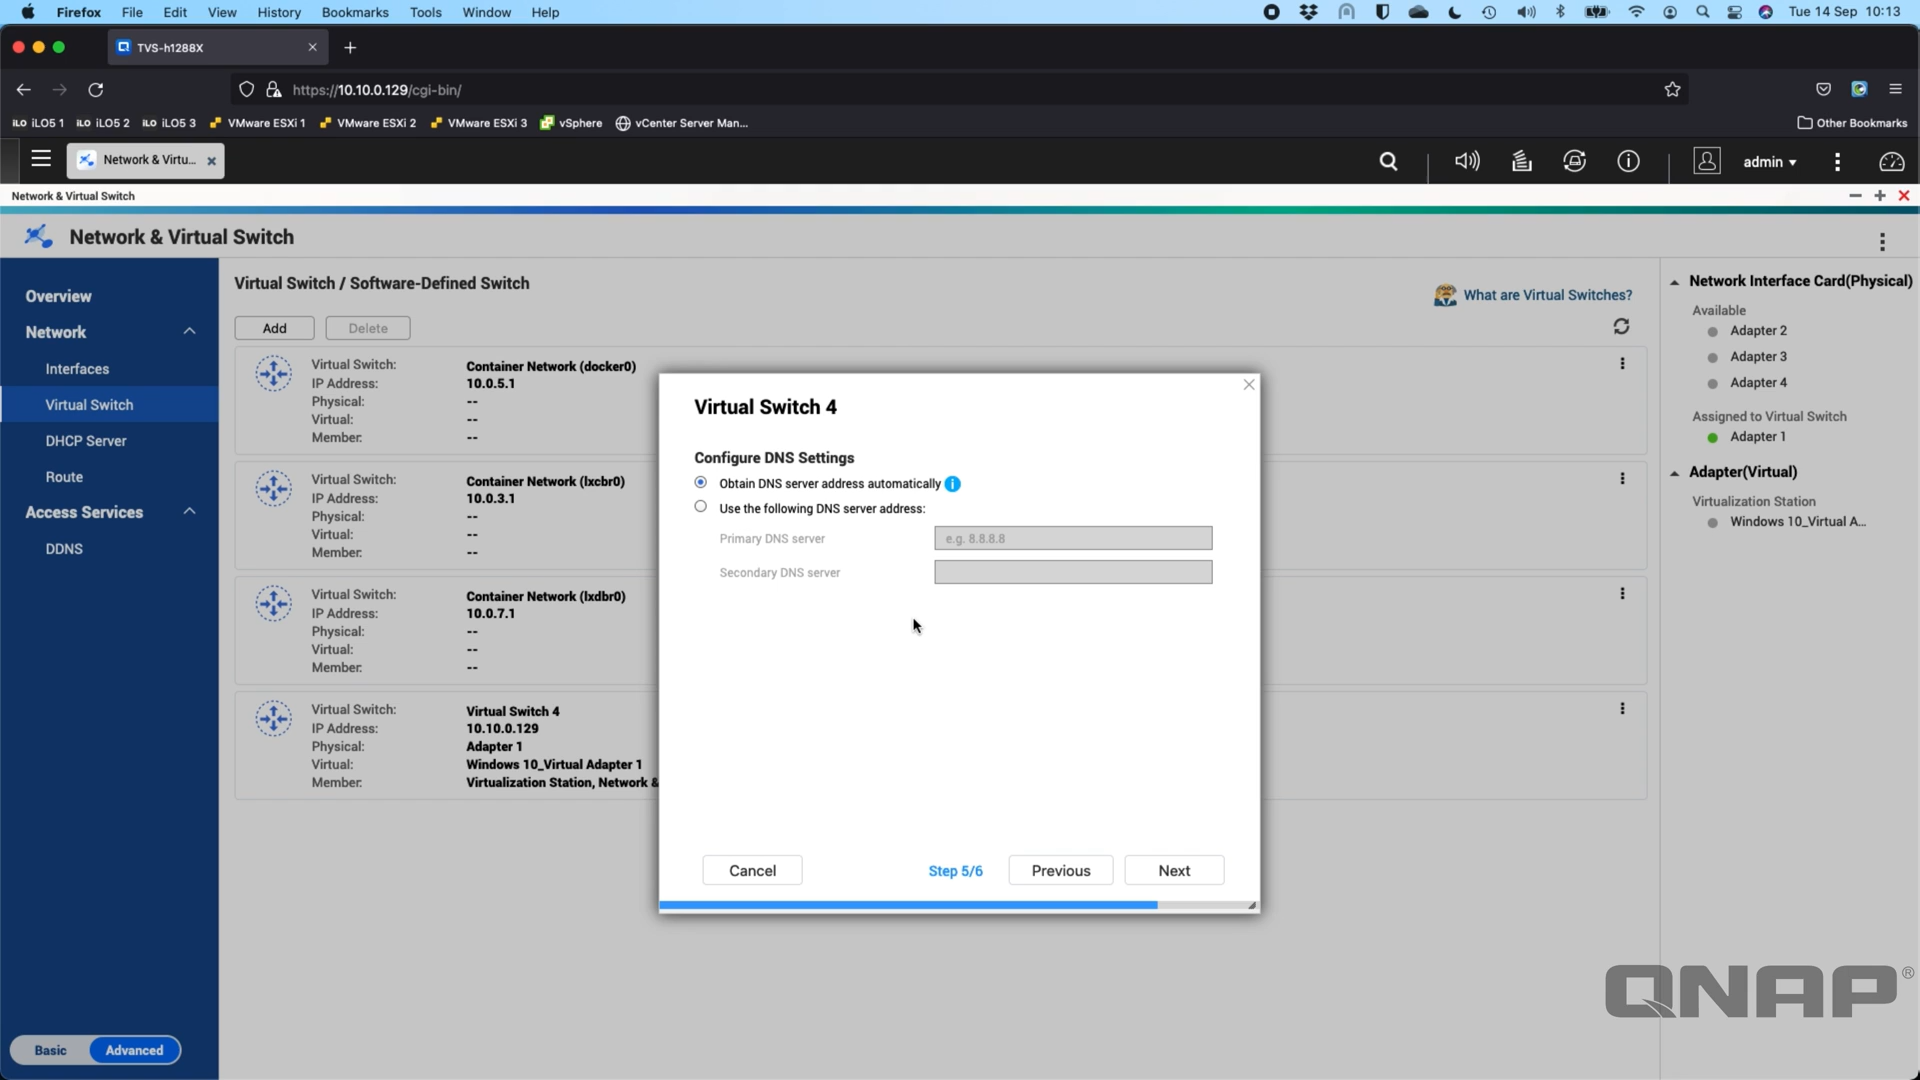 Firefox File Edit View History Bookmarks Tools Window Help Tue 14 Sep 10:13
TVS-h1288X
https://10.10.0.129/cgi-bin/
iLO iLO5 1 iLO iLO5 2 iLO iLO5 3 VMware ESXi 1 VMware ESXi 2 VMware ESXi 3 vSphere vCenter Server Man... Other Bookmarks
Network & Virtu... admin
Network & Virtual Switch
Network & Virtual Switch
Overview
Network
Interfaces
Virtual Switch
DHCP Server
Route
Access Services
DDNS
Basic Advanced
Virtual Switch / Software-Defined Switch
What are Virtual Switches?
Add Delete
Virtual Switch: Container Network (docker0)
IP Address: 10.0.5.1
Physical: --
Virtual: --
Member: --
Virtual Switch: Container Network (lxcbr0)
IP Address: 10.0.3.1
Physical: --
Virtual: --
Member: --
Virtual Switch: Container Network (lxdbr0)
IP Address: 10.0.7.1
Physical: --
Virtual: --
Member: --
Virtual Switch: Virtual Switch 4
IP Address: 10.10.0.129
Physical: Adapter 1
Virtual: Windows 10_Virtual Adapter 1
Member: Virtualization Station, Network &
Virtual Switch 4
Configure DNS Settings
Obtain DNS server address automatically
Use the following DNS server address:
Primary DNS server e.g. 8.8.8.8
Secondary DNS server
Cancel Step 5/6 Previous Next
Network Interface Card(Physical)
Available
Adapter 2
Adapter 3
Adapter 4
Assigned to Virtual Switch
Adapter 1
Adapter(Virtual)
Virtualization Station
Windows 10_Virtual A...
QNAP®